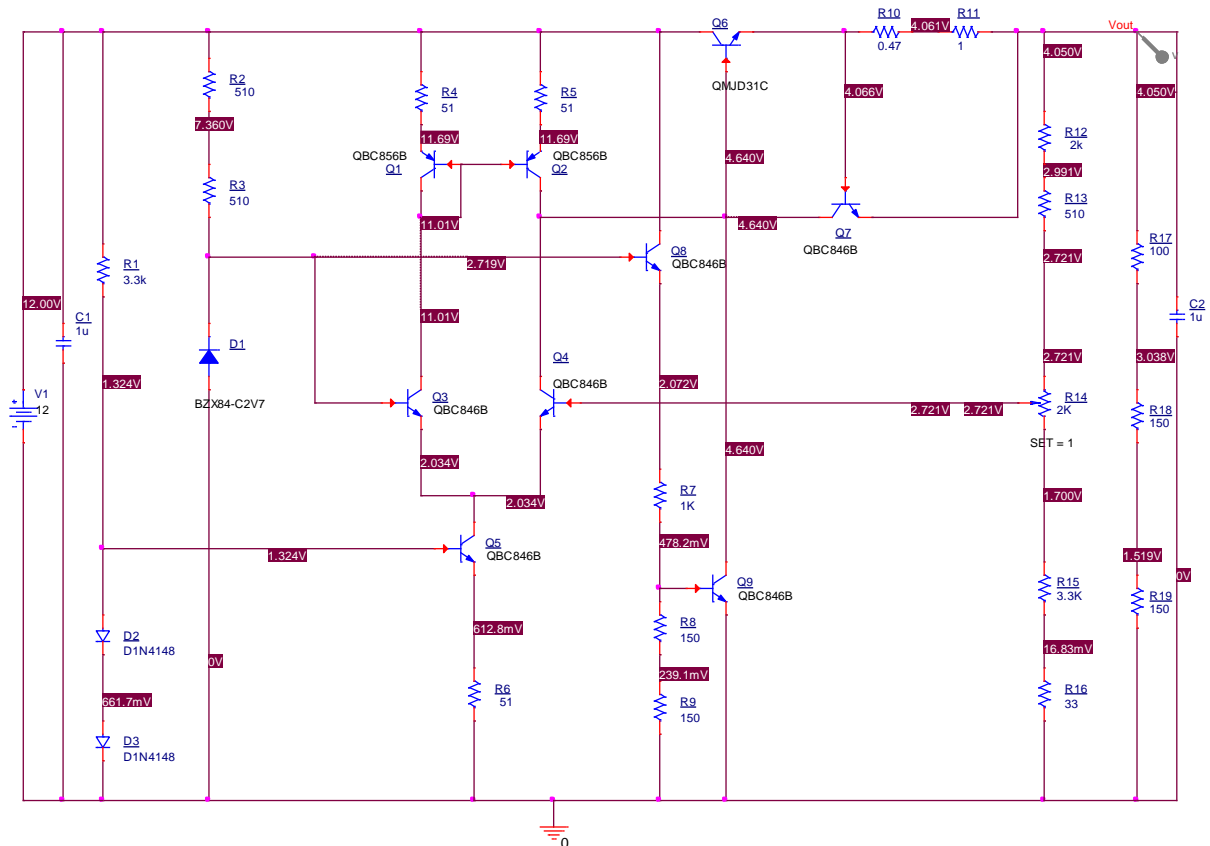 Q6
R10
4.061V
R11
Vout
0.47
1
R2
510
R4
51
R5
51
QMJD31C
4.050V
4.066V
4.050V
7.360V
R12
2k
11.69V
11.69V
QBC856B
QBC856B
Q1
Q2
4.640V
2.991V
R3
510
R13
510
11.01V
4.640V
Q7
QBC846B
Q8
QBC846B
2.719V
2.721V
R17
100
R1
3.3k
12.00V
C1
1u
11.01V
C2
1u
D1
Q4
2.721V
3.038V
1.324V
2.072V
V1
12
BZX84-C2V7
Q3
QBC846B
QBC846B
R14
2K
2.721V
2.721V
R18
150
SET = 1
4.640V
2.034V
2.034V
R7
1K
1.700V
478.2mV
Q5
QBC846B
1.324V
1.519V
0V
Q9
QBC846B
R15
3.3K
R19
150
R8
150
612.8mV
D2
D1N4148
16.83mV
0V
239.1mV
661.7mV
R6
51
R9
150
R16
33
D3
D1N4148
0